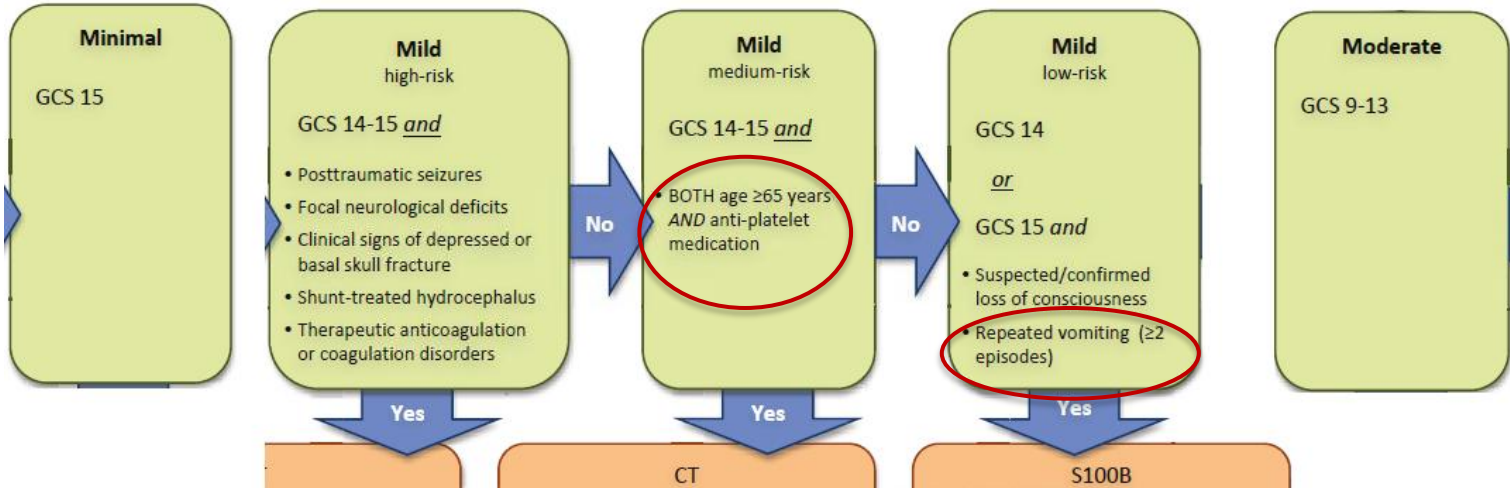 Minimal
GCS 15
Mild
high-risk
GCS 14-15 and
• Posttraumatic seizures
• Focal neurological deficits
• Clinical signs of depressed or
basal skull fracture
• Shunt-treated hydrocephalus
• Therapeutic anticoagulation
or coagulation disorders
No
Yes
Mild
medium-risk
GCS 14-15 and
• BOTH age ≥65 years
AND anti-platelet
medication
No
Yes
Mild
low-risk
GCS 14
or
GCS 15 and
• Suspected/confirmed
loss of consciousness
• Repeated vomiting (≥2
episodes)
Yes
Moderate
GCS 9-13
CT
S100B